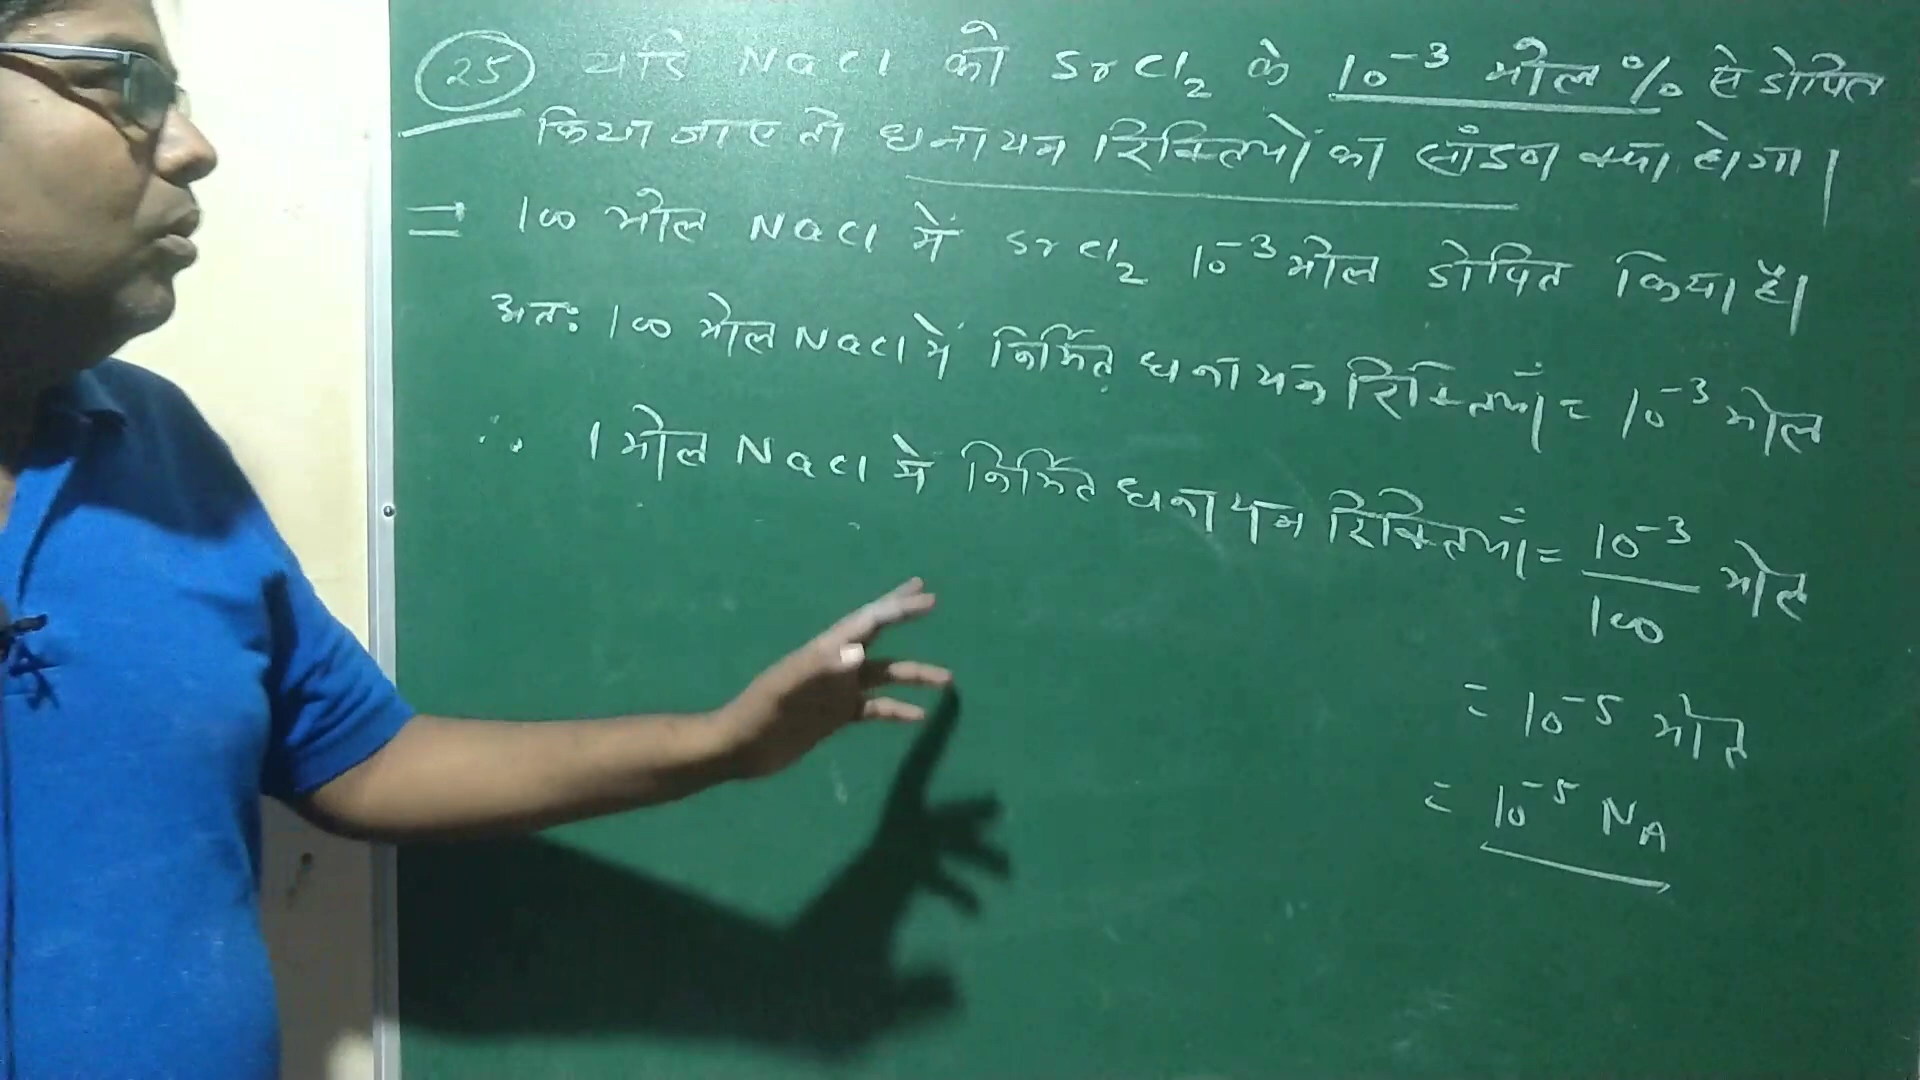 25 यदि NaCl को SrCl₂ के 10⁻³ मोल % से डोपित
किया जाए तो धनायन रिक्तियों का सांद्रण क्या होगा।
= 100 मोल NaCl में SrCl₂ 10⁻³ मोल डोपित किया है।
अतः 100 मोल NaCl में निर्मित धनायन रिक्तियाँ = 10⁻³ मोल
∴ 1 मोल NaCl में निर्मित धनायन रिक्तियाँ = 10⁻³/100 मोल
= 10⁻⁵ मोल
= 10⁻⁵ N_A